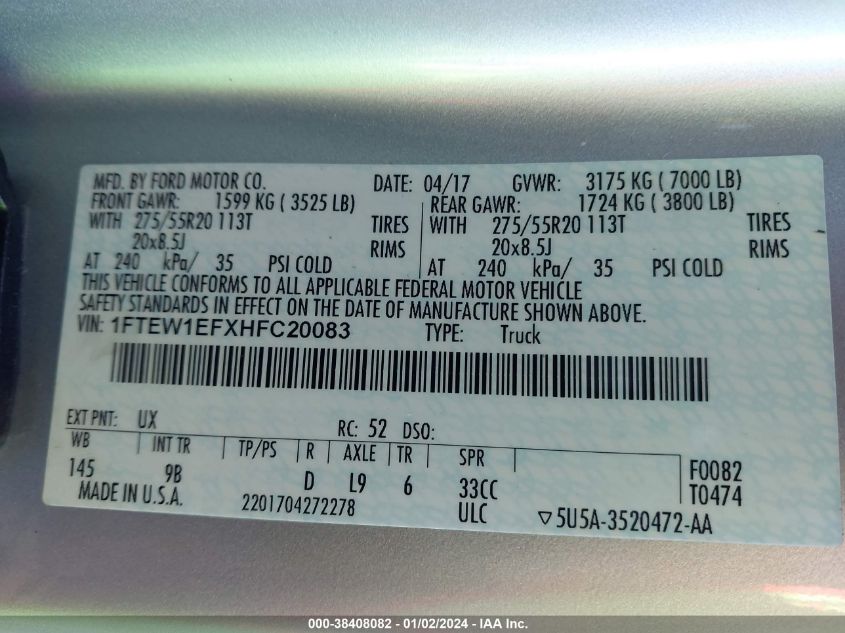 MFD. BY FORD MOTOR CO. DATE: 04/17 GVWR: 3175 KG ( 7000 LB)
FRONT GAWR: 1599 KG ( 3525 LB) REAR GAWR: 1724 KG ( 3800 LB)
WITH 275/55R20 113T TIRES WITH 275/55R20 113T TIRES
20x8.5J RIMS 20x8.5J RIMS
AT 240 kPa/ 35 PSI COLD AT 240 kPa/ 35 PSI COLD
THIS VEHICLE CONFORMS TO ALL APPLICABLE FEDERAL MOTOR VEHICLE
SAFETY STANDARDS IN EFFECT ON THE DATE OF MANUFACTURE SHOWN ABOVE.
VIN: 1FTEW1EFXHFC20083 TYPE: Truck
EXT PNT: UX RC: 52 DSO:
WB INT TR TP/PS R AXLE TR SPR
145 9B D L9 6 33CC F0082
MADE IN U.S.A. 2201704272278 ULC T0474
▽5U5A-3520472-AA
000-38408082 - 01/02/2024 - IAA Inc.